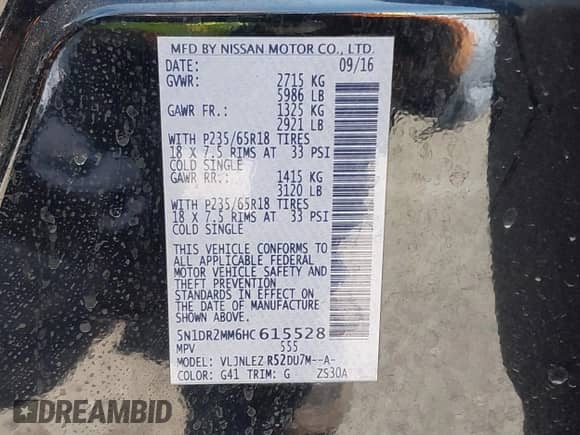 MFD BY NISSAN MOTOR CO., LTD.
DATE: 09/16
GVWR: 2715 KG
5986 LB
GAWR FR.: 1325 KG
2921 LB
WITH P235/65R18 TIRES
18 X 7.5 RIMS AT 33 PSI
COLD SINGLE
GAWR RR.: 1415 KG
3120 LB
WITH P235/65R18 TIRES
18 X 7.5 RIMS AT 33 PSI
COLD SINGLE
THIS VEHICLE CONFORMS TO
ALL APPLICABLE FEDERAL
MOTOR VEHICLE SAFETY AND
THEFT PREVENTION
STANDARDS IN EFFECT ON
THE DATE OF MANUFACTURE
SHOWN ABOVE.
5N1DR2MM6HC615528
MPV 555
MODEL: VLJNLEZ R52DU7M--A-
COLOR: G41 TRIM: G ZS30A
DREAMBID